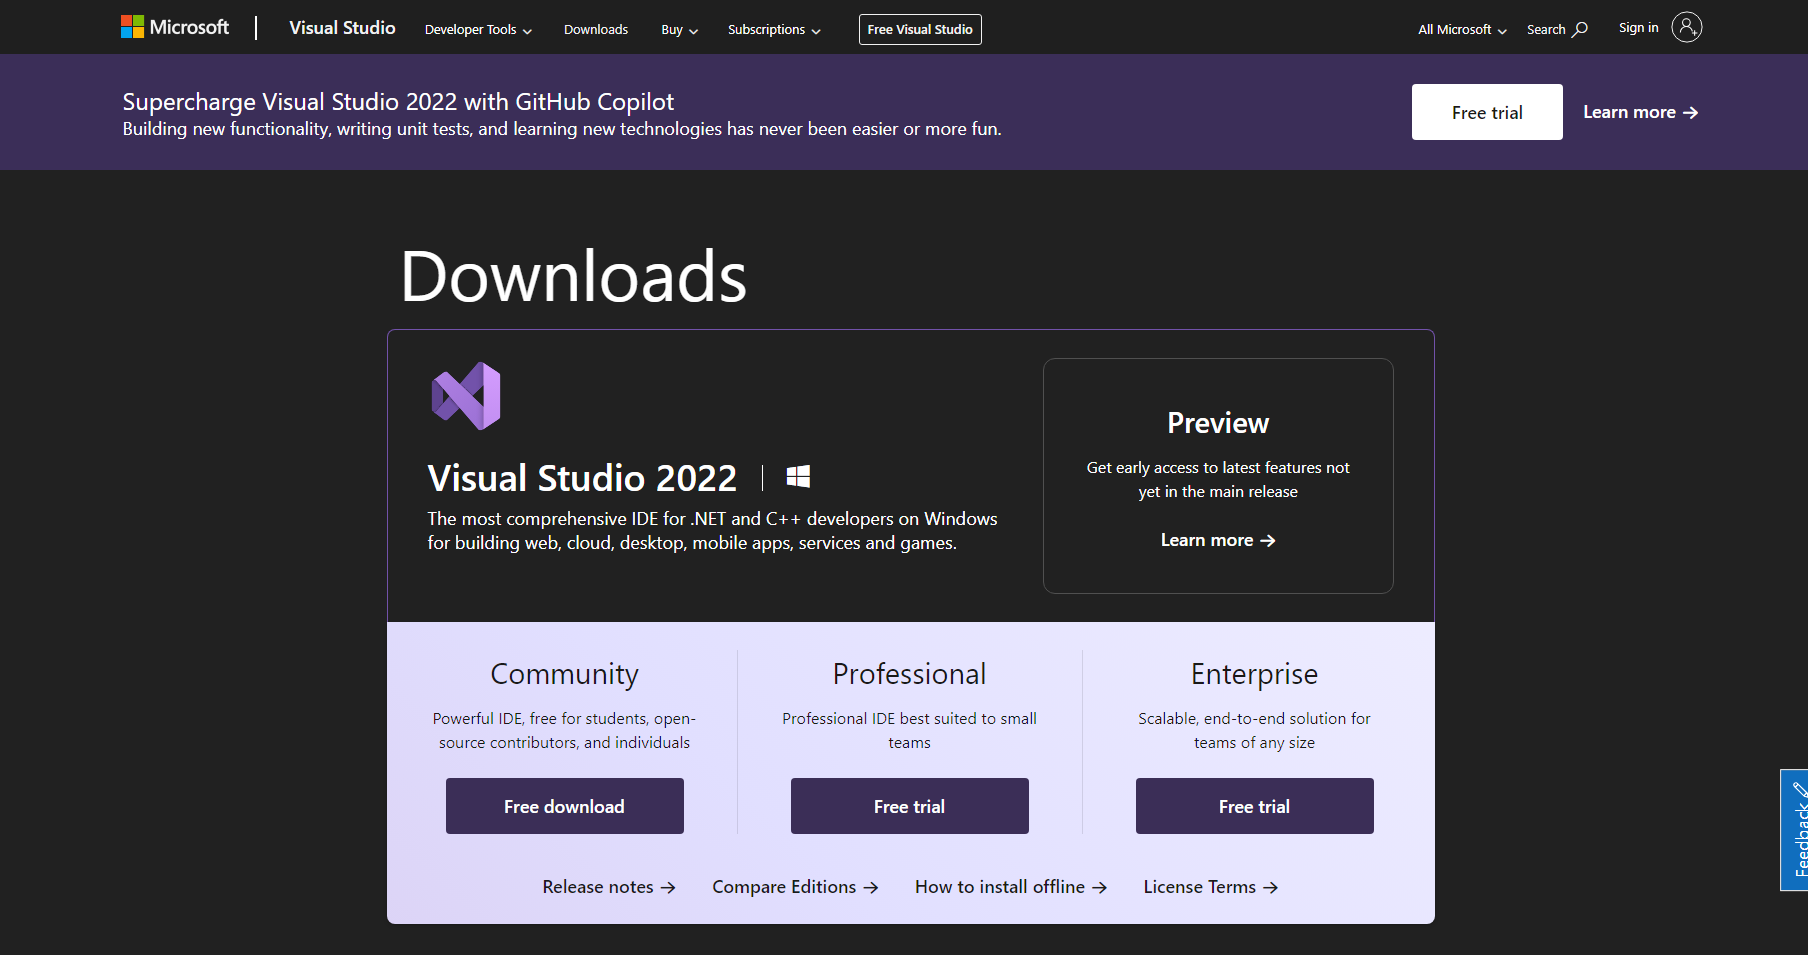 Microsoft
Visual Studio
Developer Tools
Downloads
Buy
Subscriptions
Free Visual Studio
All Microsoft
Search
Sign in
Supercharge Visual Studio 2022 with GitHub Copilot
Building new functionality, writing unit tests, and learning new technologies has never been easier or more fun.
Free trial
Learn more →
Downloads
Visual Studio 2022
The most comprehensive IDE for .NET and C++ developers on Windows
for building web, cloud, desktop, mobile apps, services and games.
Preview
Get early access to latest features not
yet in the main release
Learn more →
Community
Powerful IDE, free for students, open-
source contributors, and individuals
Free download
Professional
Professional IDE best suited to small
teams
Free trial
Enterprise
Scalable, end-to-end solution for
teams of any size
Free trial
Release notes →
Compare Editions →
How to install offline →
License Terms →
Feedback